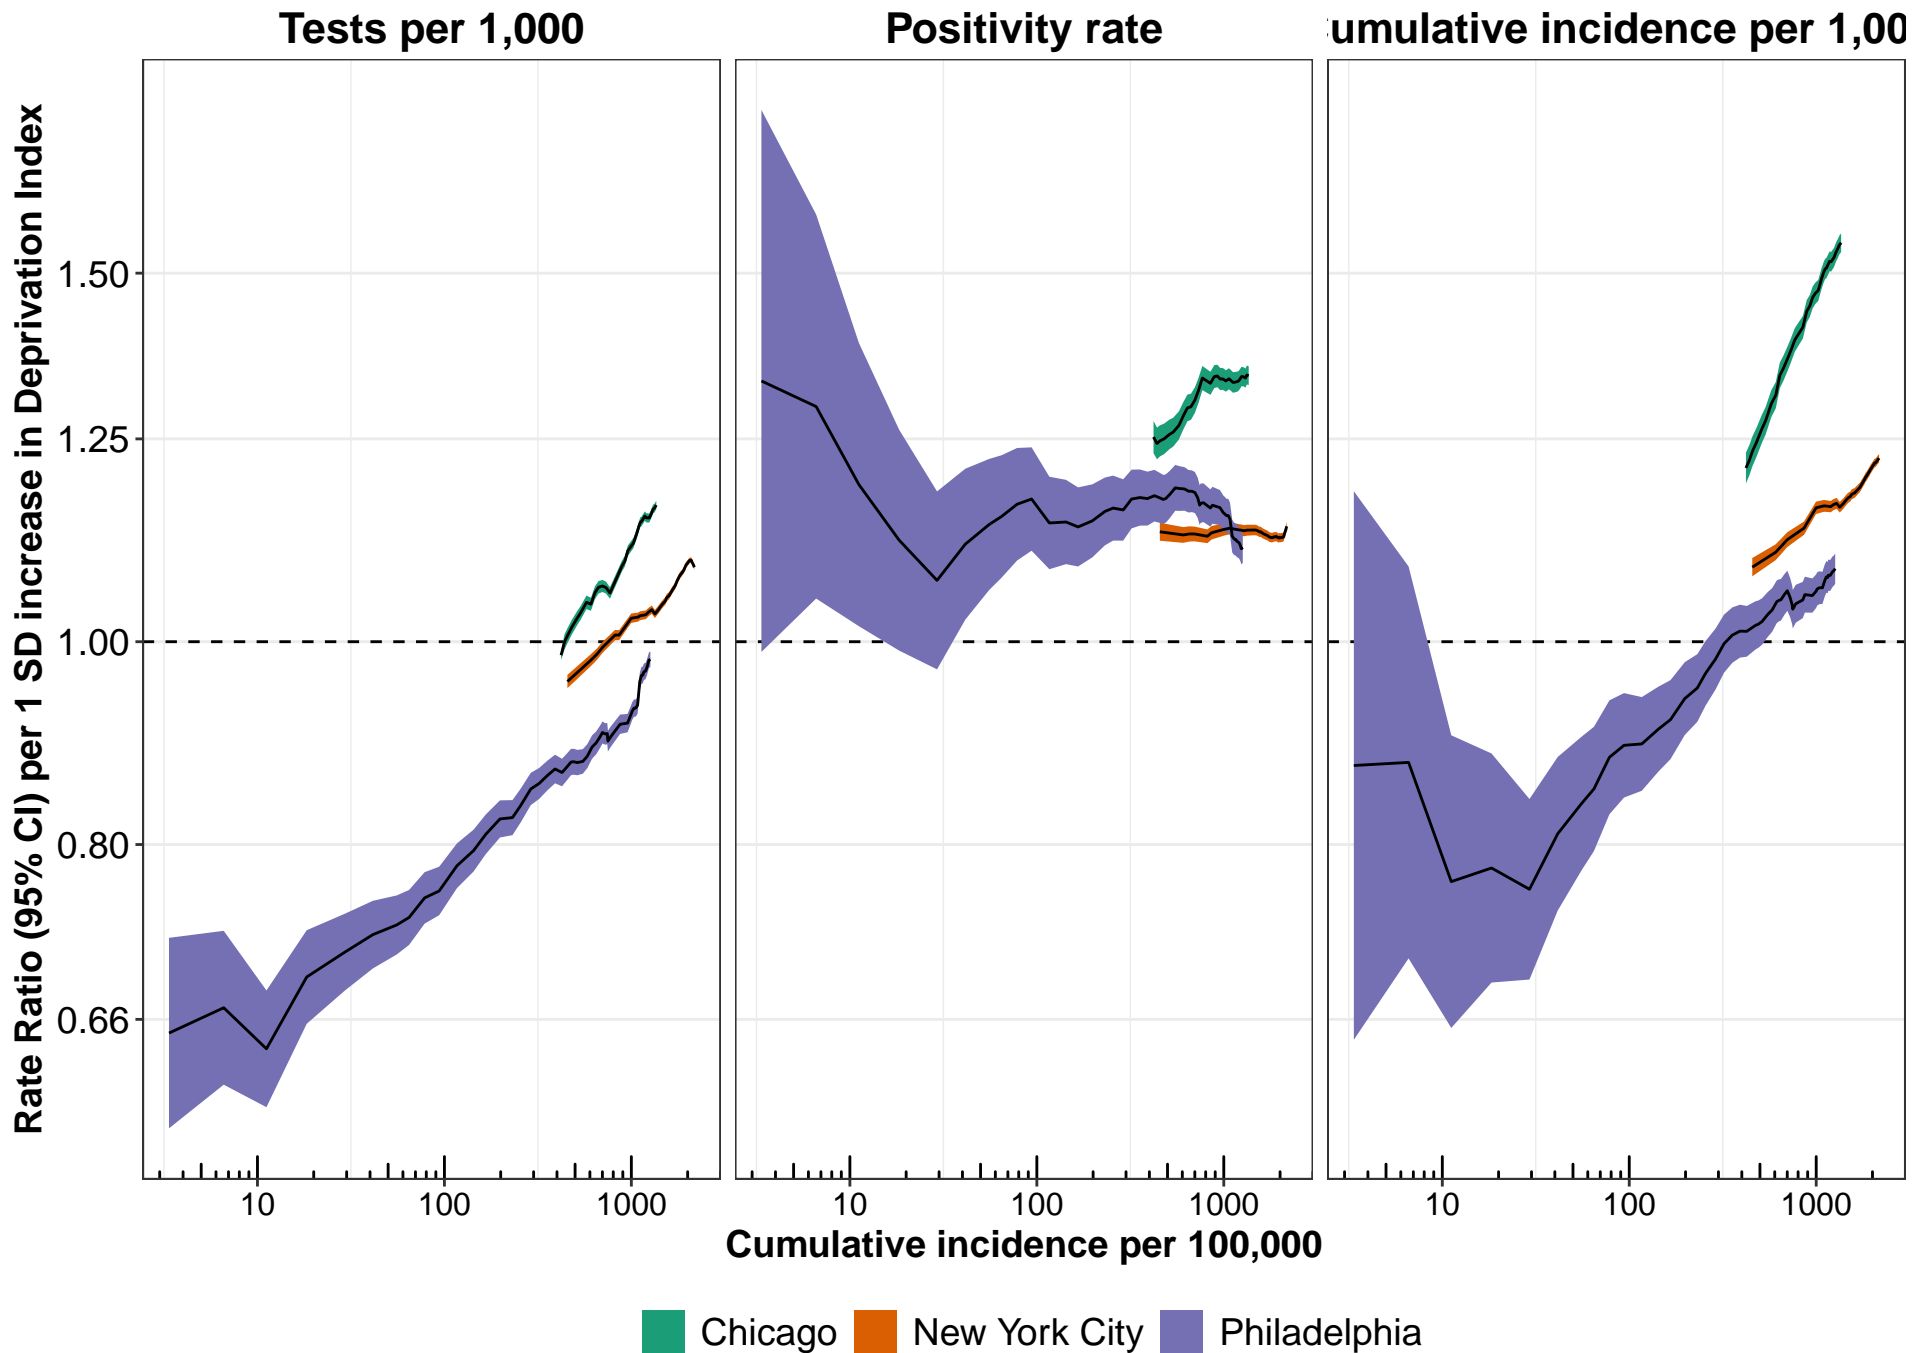 Tests per 1,000
Positivity rate
umulative incidence per 1,00
Rate Ratio (95% CI) per 1 SD increase in Deprivation Index
1.50
1.25
1.00
0.80
0.66
10 100 1000
10 100 1000
10 100 1000
Cumulative incidence per 100,000
Chicago New York City Philadelphia